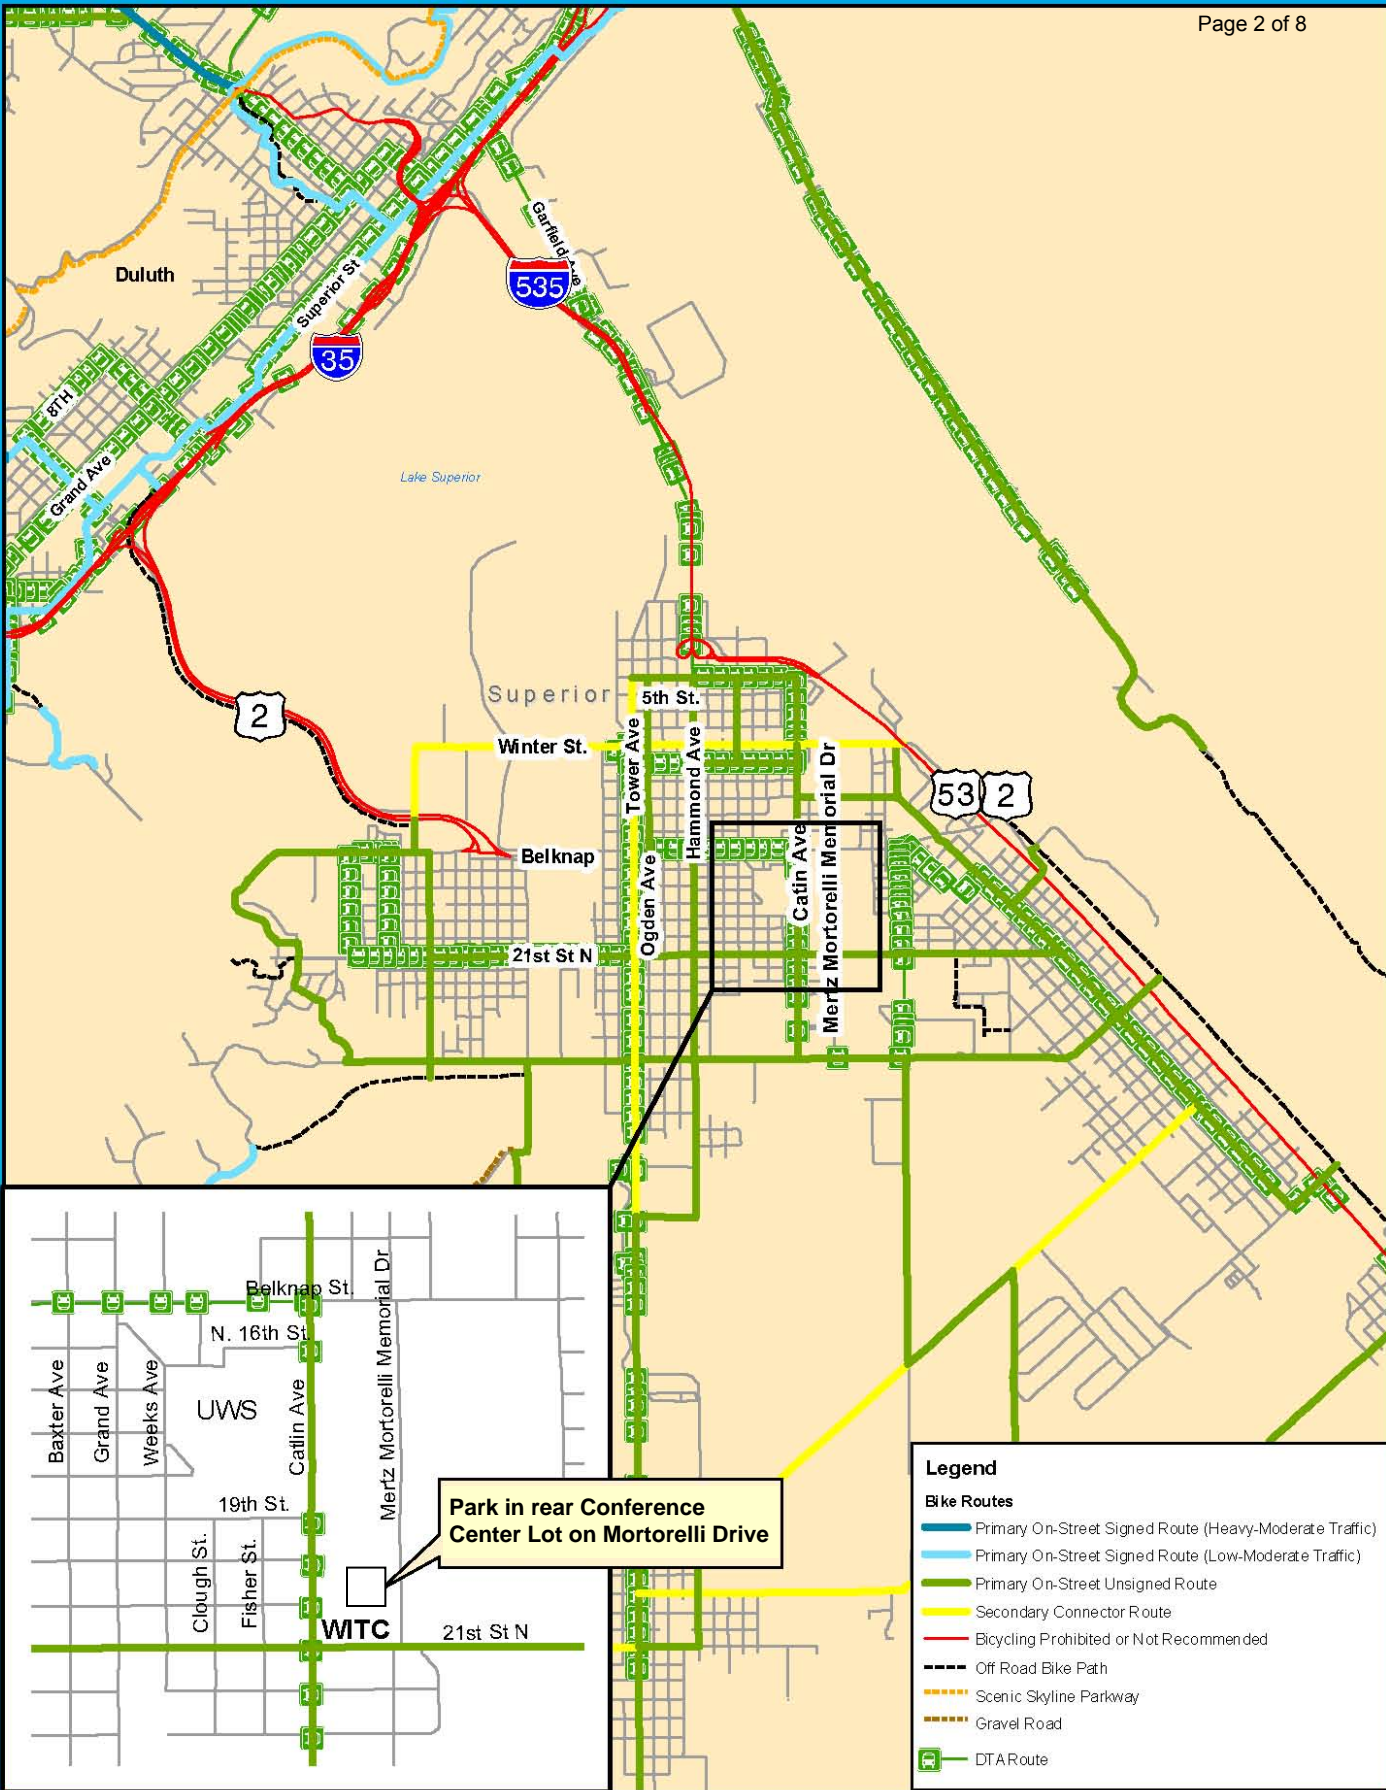 Page 2 of 8
Garfield Ave
Duluth
535
Superior St
35
8TH
Grand Ave
Lake Superior
Superior
5th St.
2
Winter St.
Tower Ave
Hammond Ave
Mertz Mortorelli Memorial Dr
53
2
Belknap
Catin Ave
Ogden Ave
21st St N
Belknap St.
Mertz Mortorelli Memorial Dr
N. 16th St.
Baxter Ave
Grand Ave
Weeks Ave
UWS
Catlin Ave
19th St.
Clough St.
Fisher St.
Park in rear Conference
Center Lot on Mortorelli Drive
WITC
21st St N
Legend
Bike Routes
Primary On-Street Signed Route (Heavy-Moderate Traffic)
Primary On-Street Signed Route (Low-Moderate Traffic)
Primary On-Street Unsigned Route
Secondary Connector Route
Bicycling Prohibited or Not Recommended
Off Road Bike Path
Scenic Skyline Parkway
Gravel Road
DTA Route